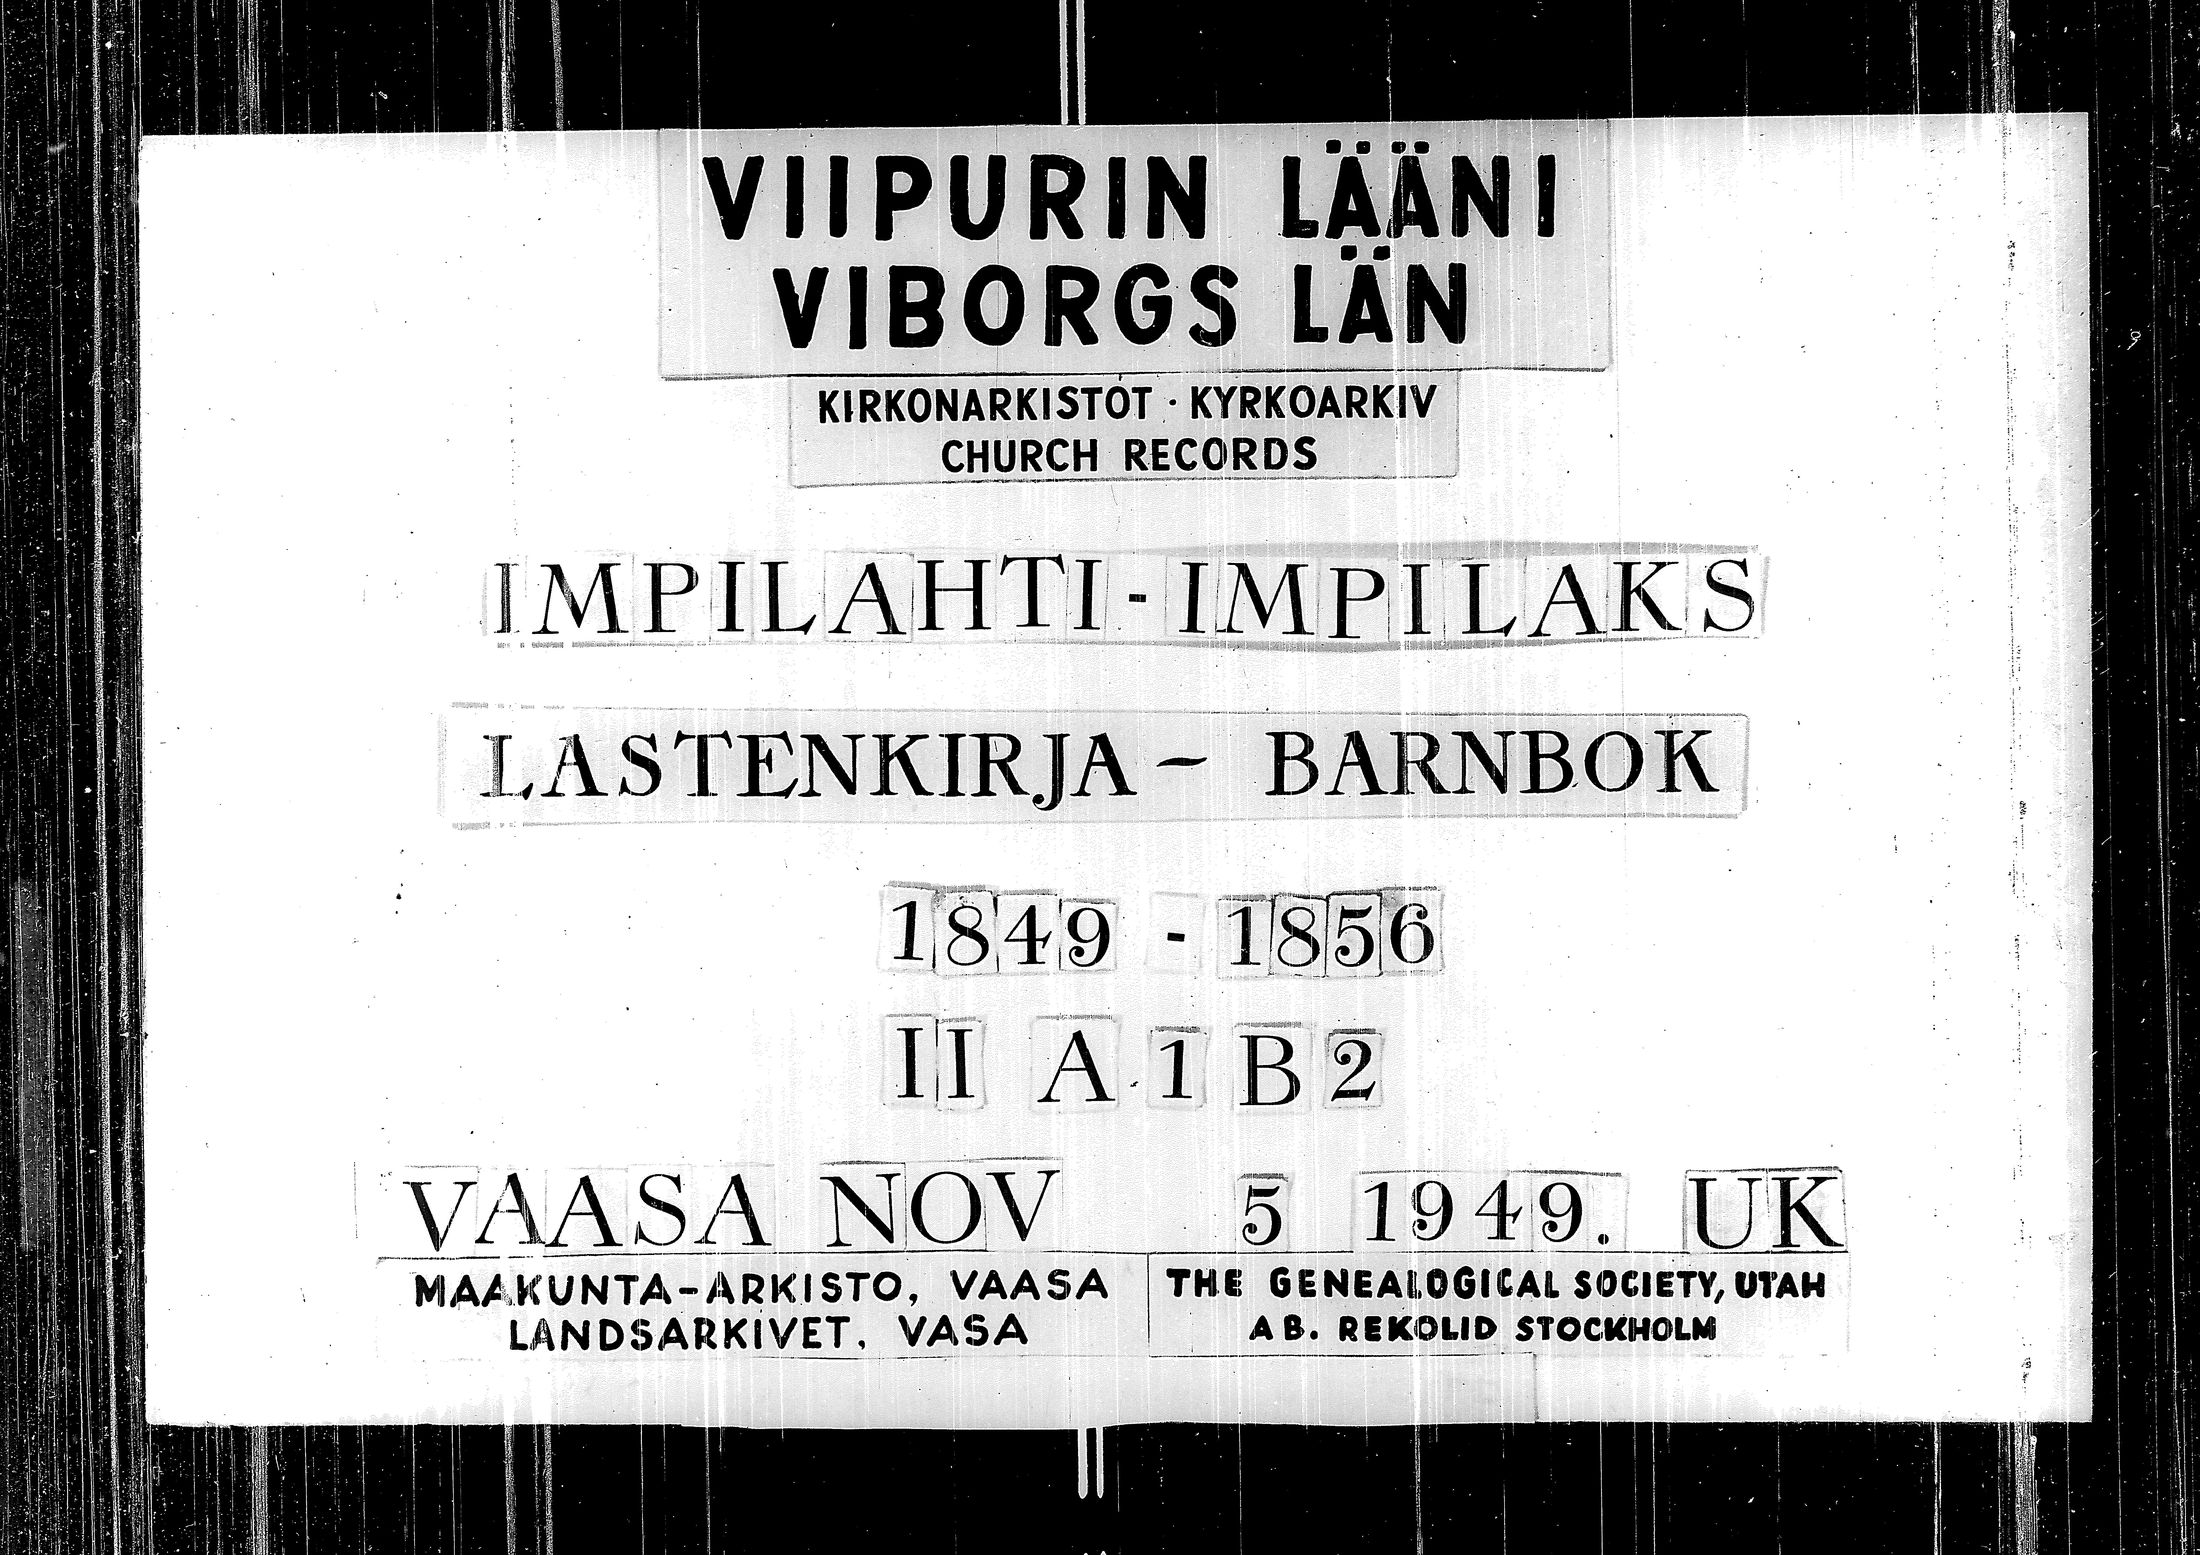 VIIPURIN LÄÄNI
VIBORGS LÄN
KIRKONARKISTOT · KYRKOARKIV
CHURCH RECORDS
IMPILAHTI - IMPILAKS
LASTENKIRJA - BARNBOK
1849 - 1856
II A 1 B 2
VAASA NOV 5 1949. UK
MAAKUNTA-ARKISTO, VAASA
LANDSARKIVET, VASA
THE GENEALOGICAL SOCIETY, UTAH
AB. REKOLID STOCKHOLM